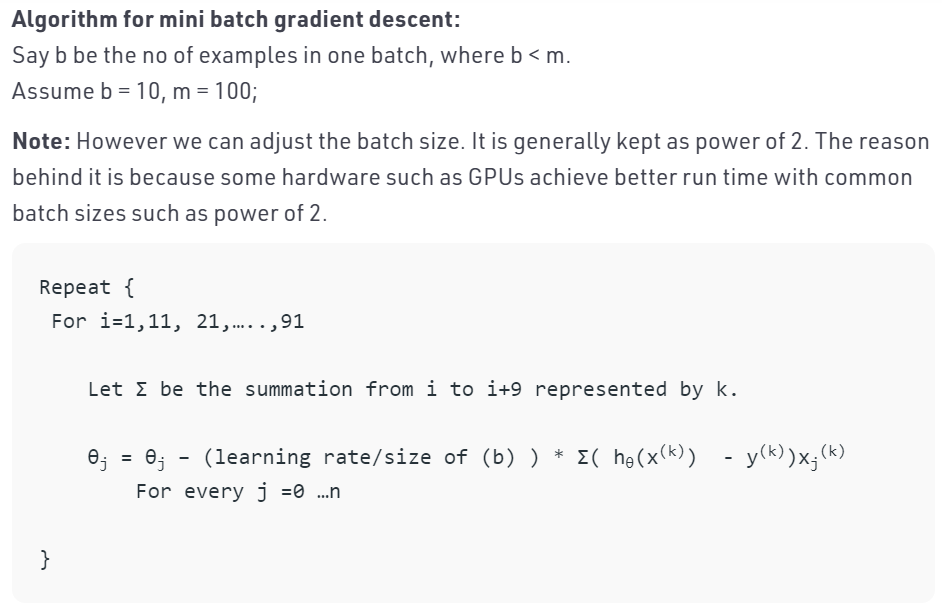 Algorithm for mini batch gradient descent:
Say b be the no of examples in one batch, where b < m.
Assume b = 10, m = 100;
Note: However we can adjust the batch size. It is generally kept as power of 2. The reason
behind it is because some hardware such as GPUs achieve better run time with common
batch sizes such as power of 2.
Repeat {
For i=1,11, 21,…..,91
Let Σ be the summation from i to i+9 represented by k.
θⱼ = θⱼ – (learning rate/size of (b) ) * Σ( hθ(x⁽ᵏ⁾) - y⁽ᵏ⁾)xⱼ⁽ᵏ⁾
For every j =0 …n
}